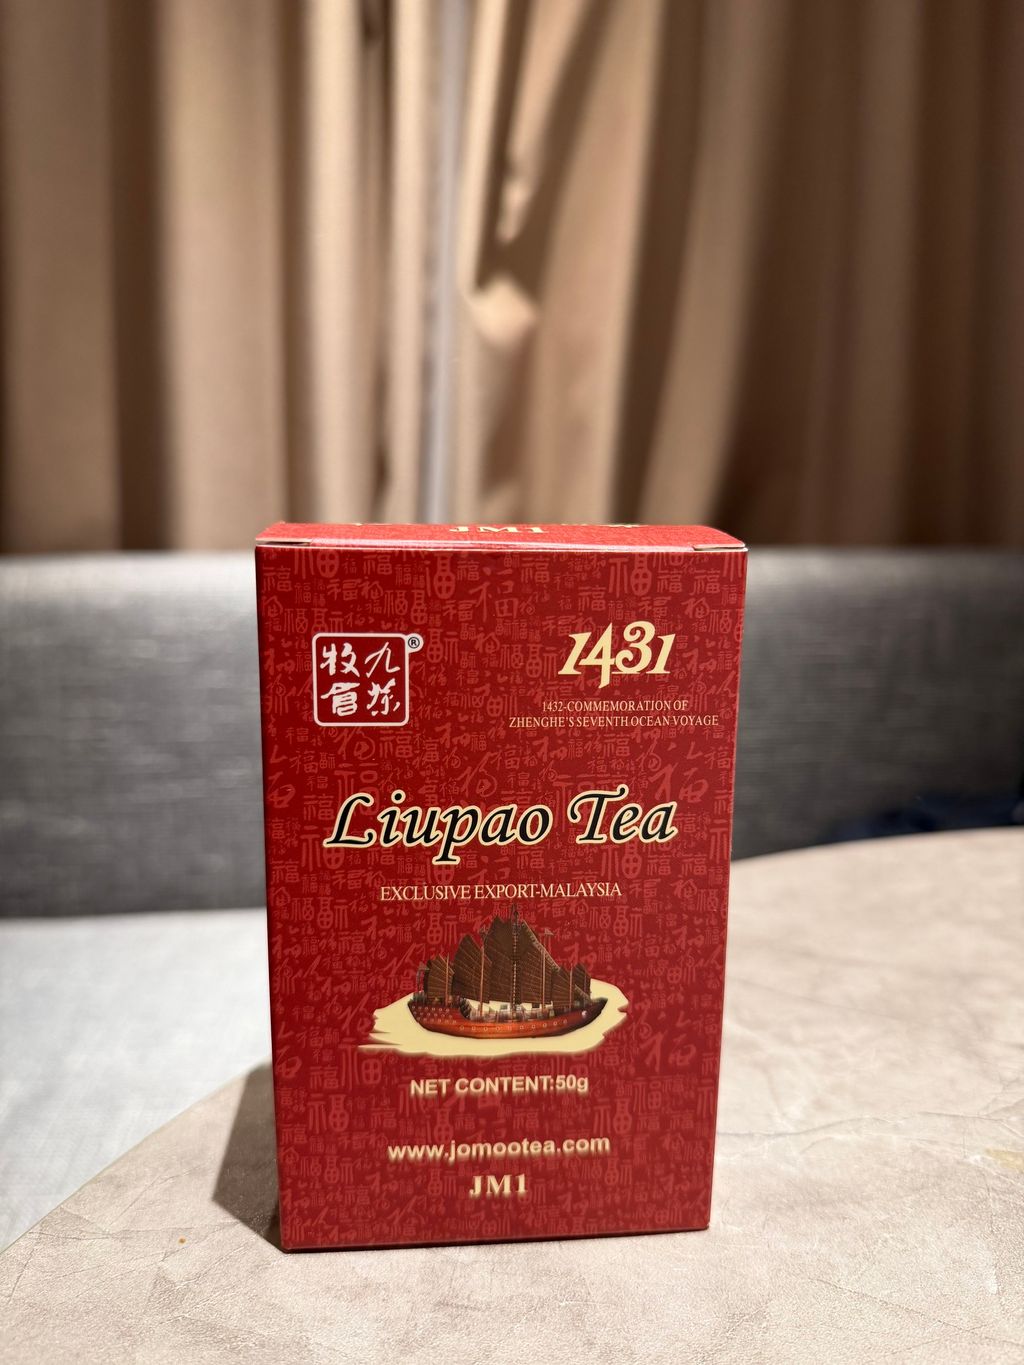 JM1
九牧
茶倉
®
1431
1432-COMMEMORATION OF
ZHENGHE'S SEVENTH OCEAN VOYAGE
Liupao Tea
EXCLUSIVE EXPORT-MALAYSIA
NET CONTENT:50g
www.jomootea.com
JM1